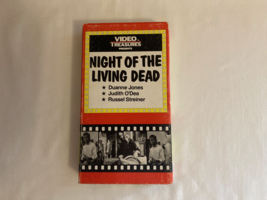 VIDEO
TREASURES
PRESENTS
NIGHT OF THE
LIVING DEAD
★ Duanne Jones
★ Judith O'Dea
★ Russel Streiner